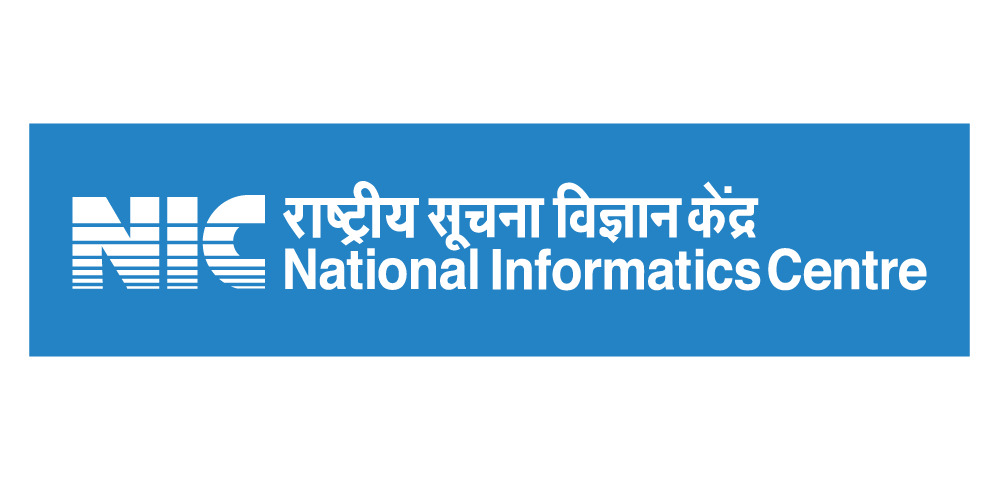 NIC
राष्ट्रीय सूचना विज्ञान केंद्र
National Informatics Centre